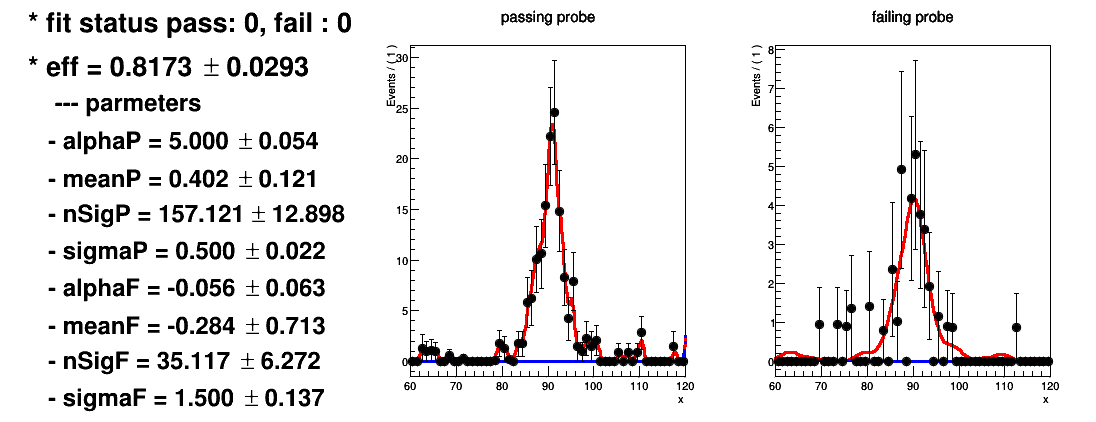 * fit status pass: 0, fail : 0
* eff = 0.8173 ± 0.0293
--- parmeters
- alphaP = 5.000 ± 0.054
- meanP = 0.402 ± 0.121
- nSigP = 157.121 ± 12.898
- sigmaP = 0.500 ± 0.022
- alphaF = -0.056 ± 0.063
- meanF = -0.284 ± 0.713
- nSigF = 35.117 ± 6.272
- sigmaF = 1.500 ± 0.137
passing probe
Events / ( 1 )
30
25
20
15
10
5
0
60 70 80 90 100 110 120
x
failing probe
Events / ( 1 )
8
7
6
5
4
3
2
1
0
60 70 80 90 100 110 120
x